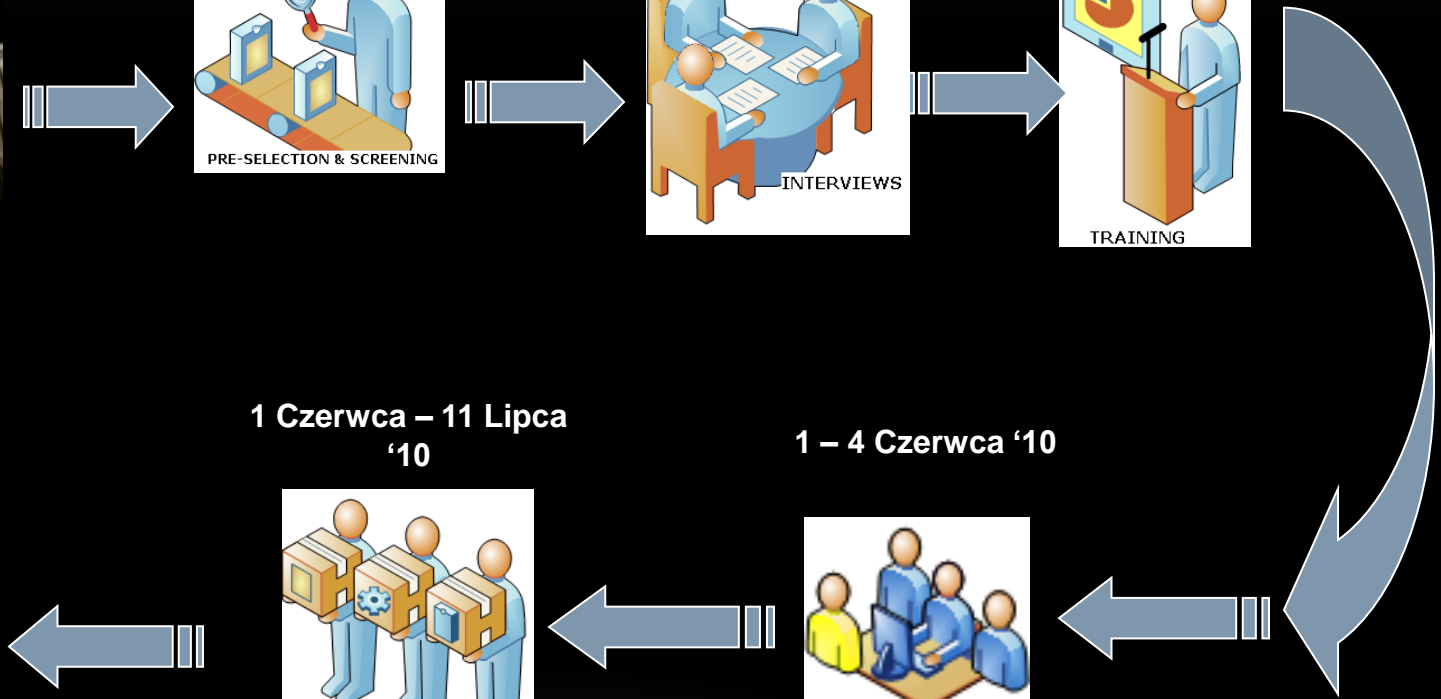 PRE-SELECTION & SCREENING
INTERVIEWS
TRAINING
1 Czerwca – 11 Lipca
‘10
1 – 4 Czerwca ‘10